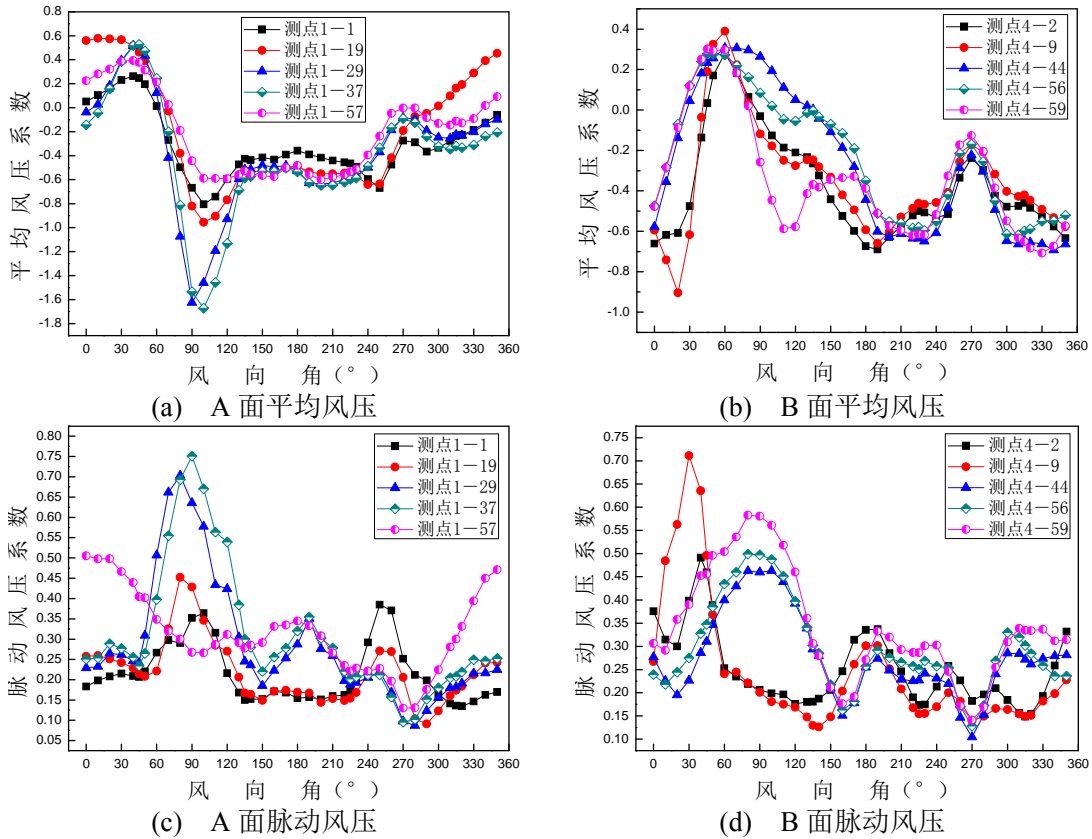 0.8
0.6
0.4
0.2
0.0
-0.2
-0.4
-0.6
-0.8
-1.0
-1.2
-1.4
-1.6
-1.8
平均风压系数
测点1－1
测点1－19
测点1－29
测点1－37
测点1－57
0 30 60 90 120 150 180 210 240 270 300 330 360
风 向 角(°)
(a) A 面平均风压
0.4
0.2
0.0
-0.2
-0.4
-0.6
-0.8
-1.0
平均风压系数
测点4－2
测点4－9
测点4－44
测点4－56
测点4－59
0 30 60 90 120 150 180 210 240 270 300 330 360
风 向 角(°)
(b) B 面平均风压
0.80
0.75
0.70
0.65
0.60
0.55
0.50
0.45
0.40
0.35
0.30
0.25
0.20
0.15
0.10
0.05
脉动风压系数
测点1－1
测点1－19
测点1－29
测点1－37
测点1－57
0 30 60 90 120 150 180 210 240 270 300 330 360
风 向 角(°)
(c) A 面脉动风压
0.75
0.70
0.65
0.60
0.55
0.50
0.45
0.40
0.35
0.30
0.25
0.20
0.15
0.10
脉动风压系数
测点4－2
测点4－9
测点4－44
测点4－56
测点4－59
0 30 60 90 120 150 180 210 240 270 300 330 360
风 向 角(°)
(d) B 面脉动风压